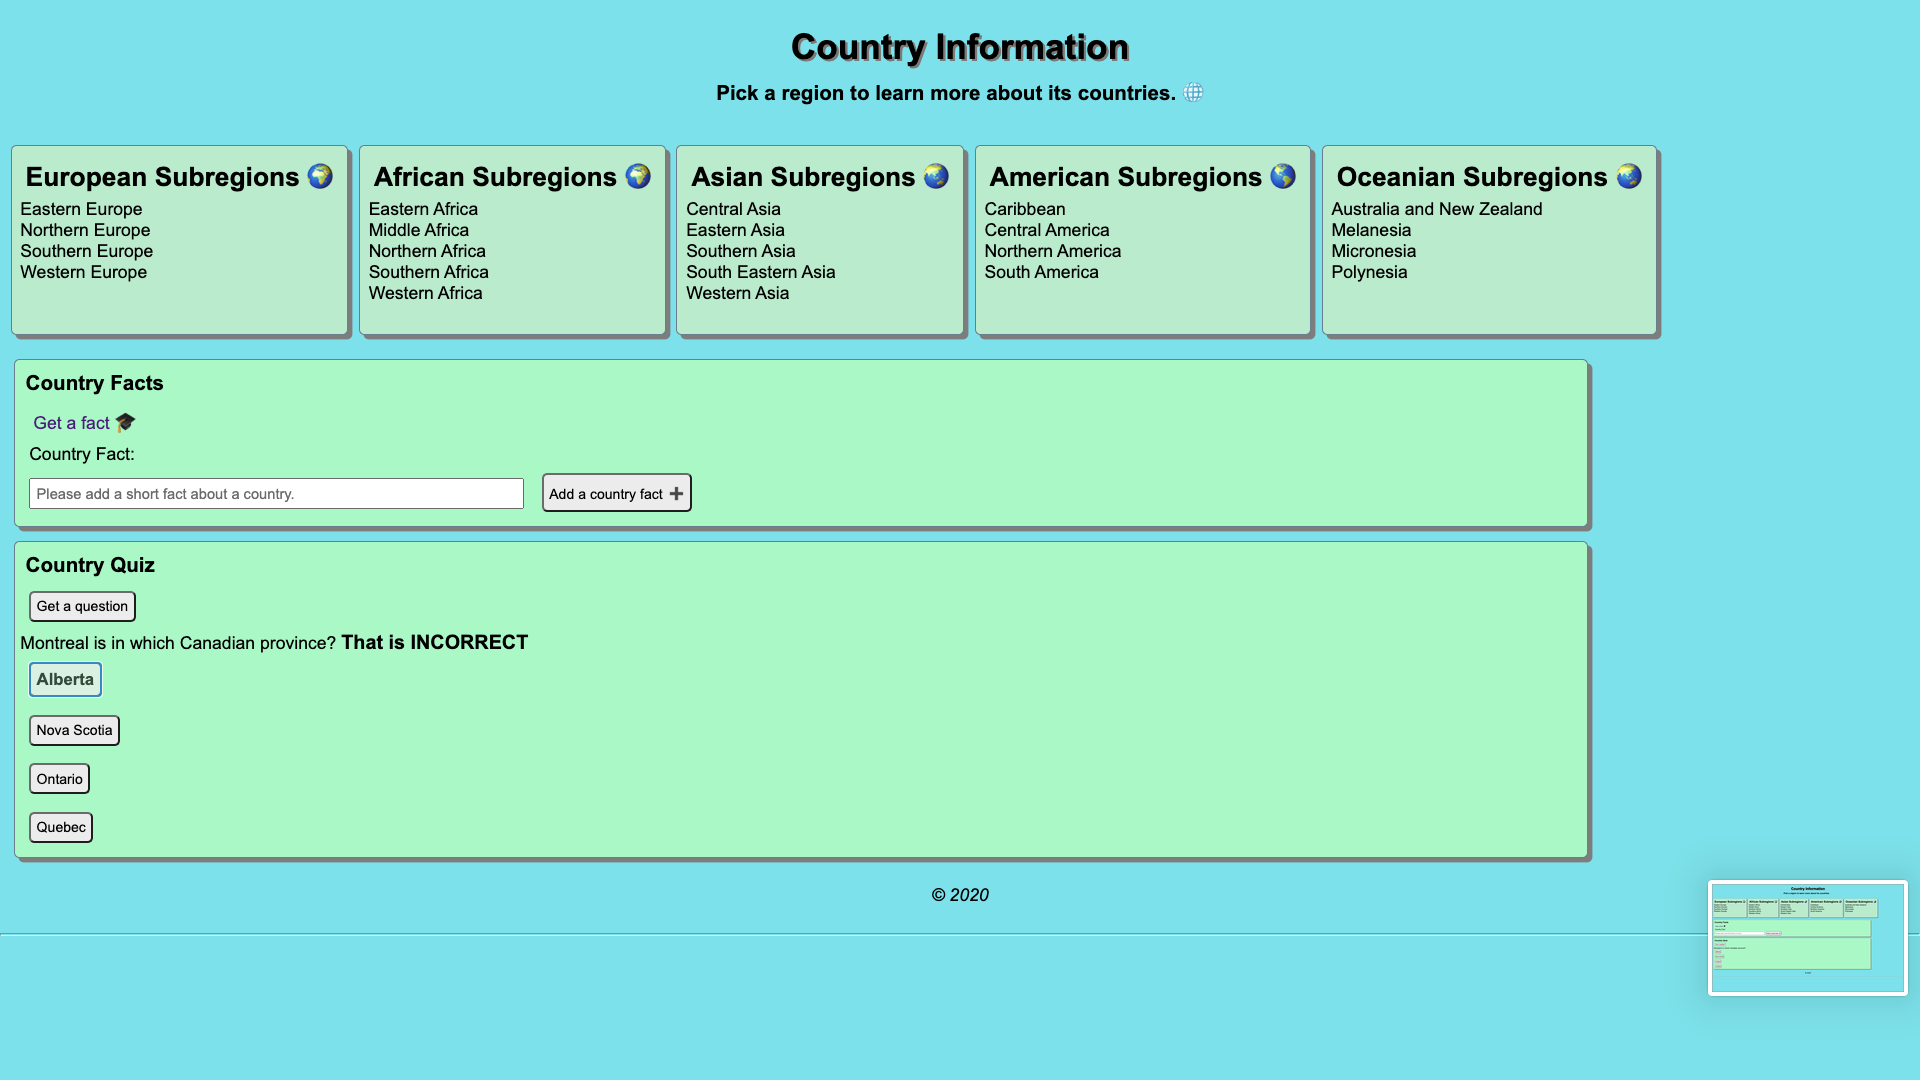 Country Information
Pick a region to learn more about its countries. 🌐
European Subregions 🌍
Eastern Europe
Northern Europe
Southern Europe
Western Europe
African Subregions 🌍
Eastern Africa
Middle Africa
Northern Africa
Southern Africa
Western Africa
Asian Subregions 🌏
Central Asia
Eastern Asia
Southern Asia
South Eastern Asia
Western Asia
American Subregions 🌎
Caribbean
Central America
Northern America
South America
Oceanian Subregions 🌏
Australia and New Zealand
Melanesia
Micronesia
Polynesia
Country Facts
Get a fact 🎓
Country Fact:
Please add a short fact about a country.
Add a country fact ➕
Country Quiz
Get a question
Montreal is in which Canadian province? That is INCORRECT
Alberta
Nova Scotia
Ontario
Quebec
© 2020
Country Information